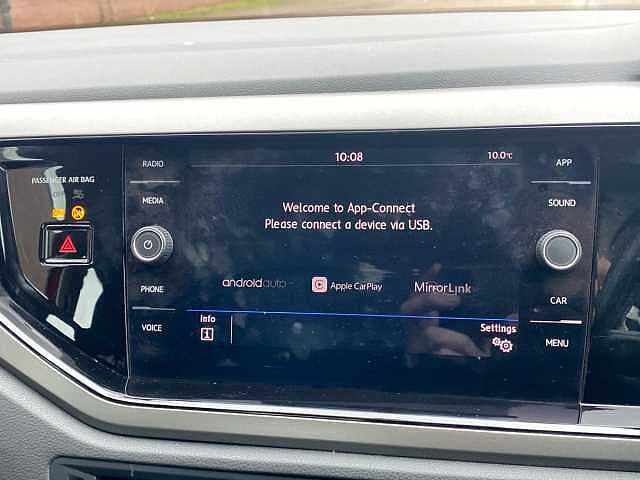 RADIO
10:08
10.0°C
APP
PASSENGER AIR BAG
MEDIA
SOUND
Welcome to App-Connect
Please connect a device via USB.
androidauto
Apple CarPlay
MirrorLink
PHONE
CAR
Info
Settings
VOICE
MENU